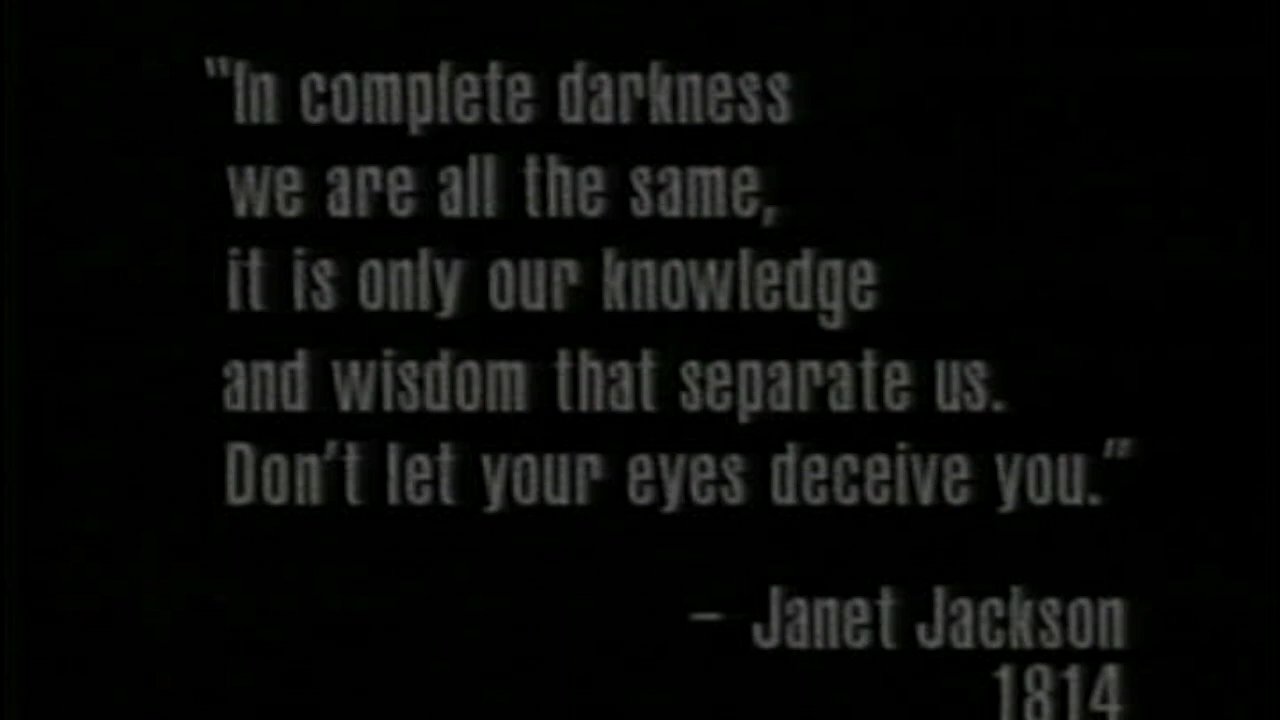 "In complete darkness
we are all the same,
it is only our knowledge
and wisdom that separate us.
Don't let your eyes deceive you."
– Janet Jackson
1814